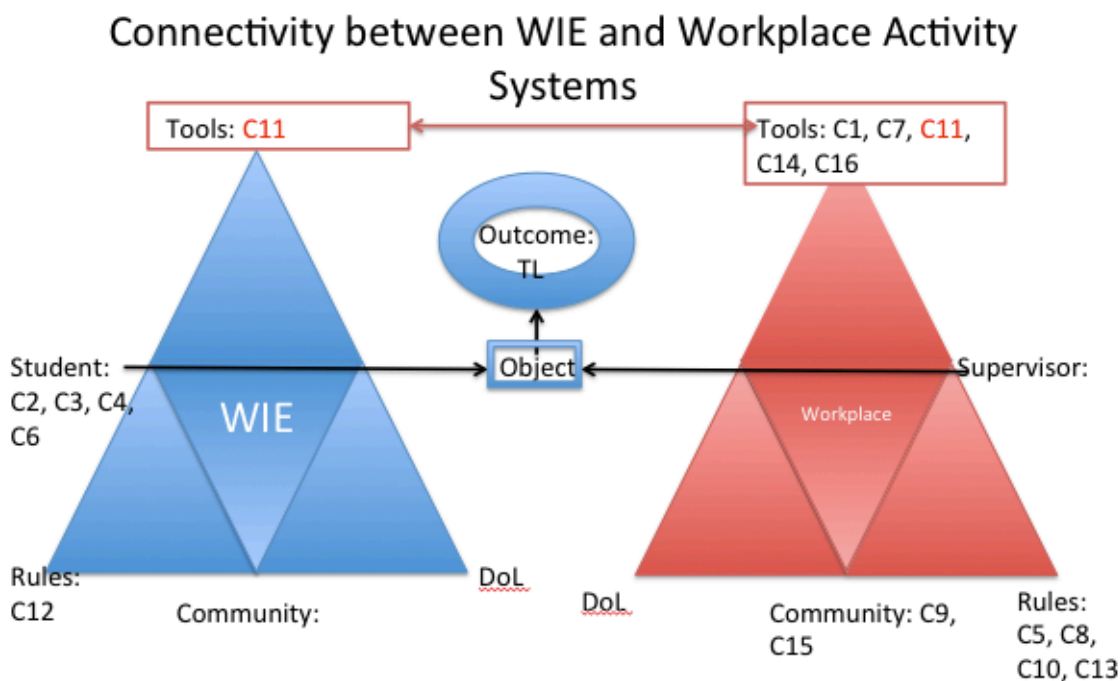 Connectivity between WIE and Workplace Activity
Systems
Tools: C11
Tools: C1, C7, C11,
C14, C16
Outcome:
TL
Student:
C2, C3, C4,
C6
Object
Supervisor:
WIE
Workplace
Rules:
C12
Community:
DoL
DoL
Community: C9,
C15
Rules:
C5, C8,
C10, C13